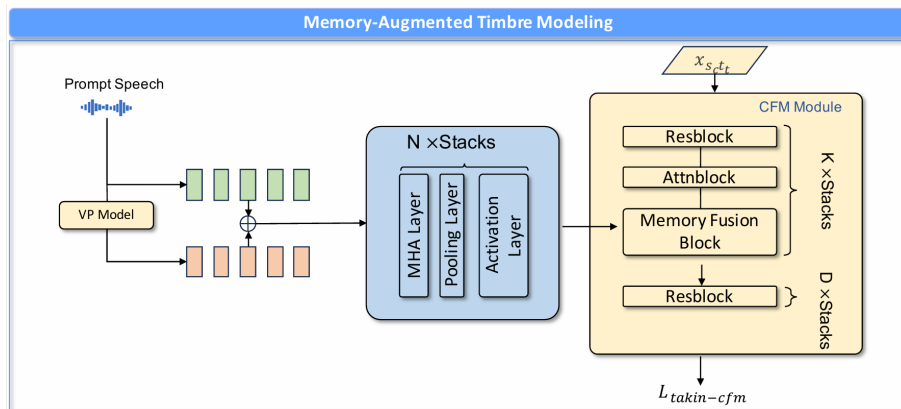 Memory-Augmented Timbre Modeling
Prompt Speech
VP Model
N ×Stacks
MHA Layer
Pooling Layer
Activation
Layer
x_{s_c t_t}
CFM Module
Resblock
Attnblock
Memory Fusion
Block
K ×Stacks
Resblock
D ×Stacks
L_{takin-cfm}